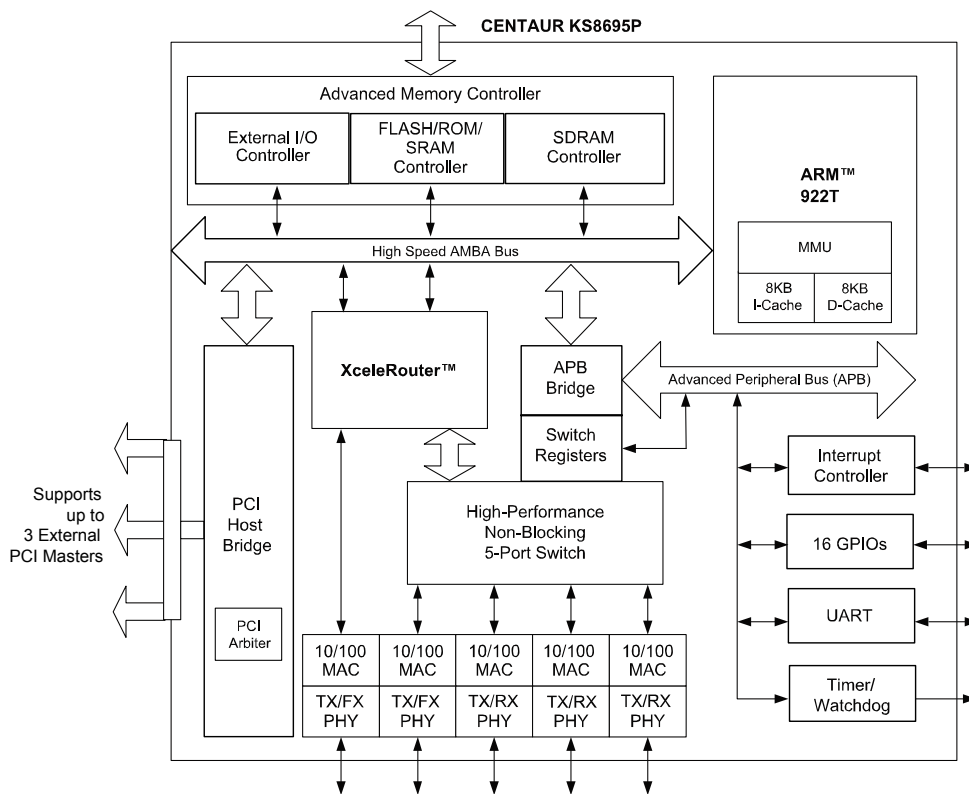 CENTAUR KS8695P
Advanced Memory Controller
External I/O
Controller
FLASH/ROM/
SRAM
Controller
SDRAM
Controller
ARM™
922T
MMU
8KB
I-Cache
8KB
D-Cache
High Speed AMBA Bus
XceleRouter™
APB
Bridge
Advanced Peripheral Bus (APB)
Switch
Registers
Interrupt
Controller
Supports
up to
3 External
PCI Masters
PCI
Host
Bridge
High-Performance
Non-Blocking
5-Port Switch
16 GPIOs
PCI
Arbiter
UART
10/100
MAC
10/100
MAC
10/100
MAC
10/100
MAC
10/100
MAC
TX/FX
PHY
TX/FX
PHY
TX/RX
PHY
TX/RX
PHY
TX/RX
PHY
Timer/
Watchdog